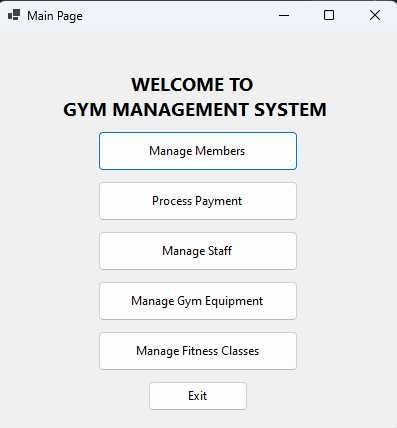 Main Page
WELCOME TO
GYM MANAGEMENT SYSTEM
Manage Members
Process Payment
Manage Staff
Manage Gym Equipment
Manage Fitness Classes
Exit